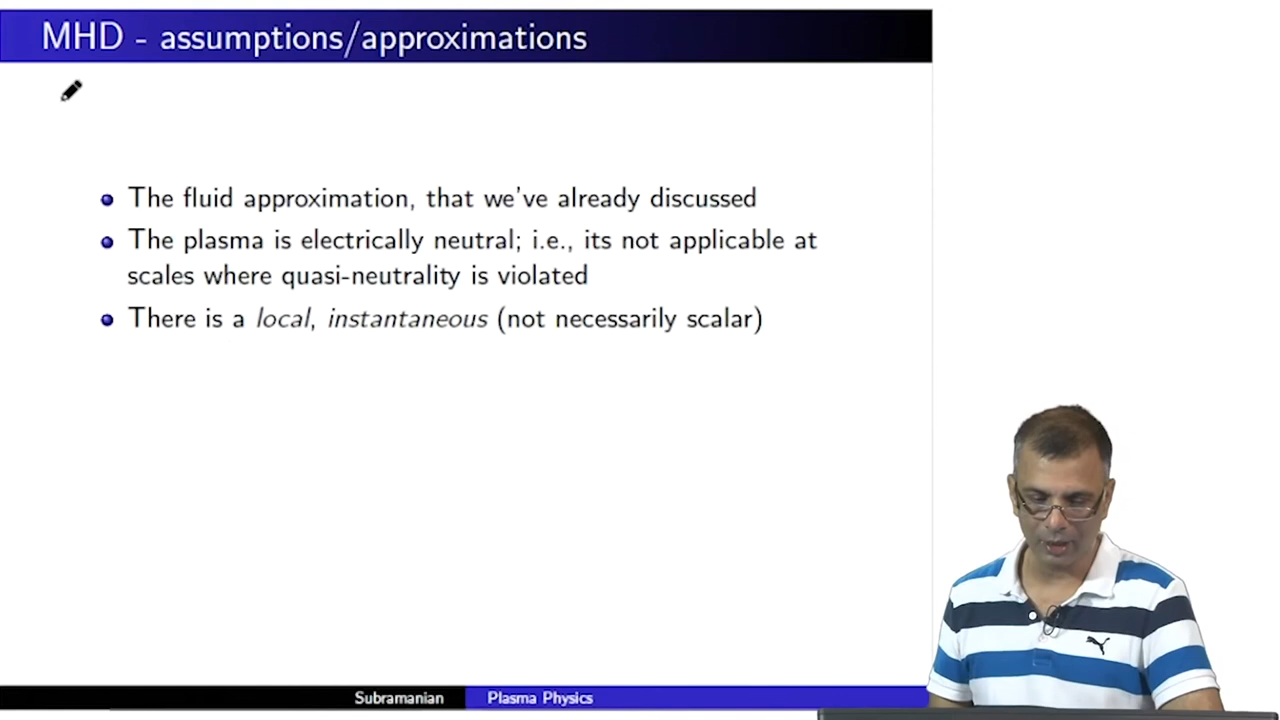 MHD - assumptions/approximations
The fluid approximation, that we've already discussed
The plasma is electrically neutral; i.e., its not applicable at
scales where quasi-neutrality is violated
There is a local, instantaneous (not necessarily scalar)
Subramanian Plasma Physics